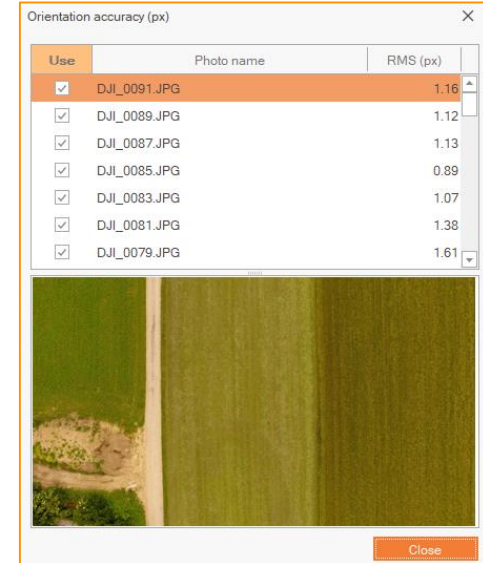 Orientation accuracy (px)
Use Photo name RMS (px)
DJI_0091.JPG 1.16
DJI_0089.JPG 1.12
DJI_0087.JPG 1.13
DJI_0085.JPG 0.89
DJI_0083.JPG 1.07
DJI_0081.JPG 1.38
DJI_0079.JPG 1.61
Close